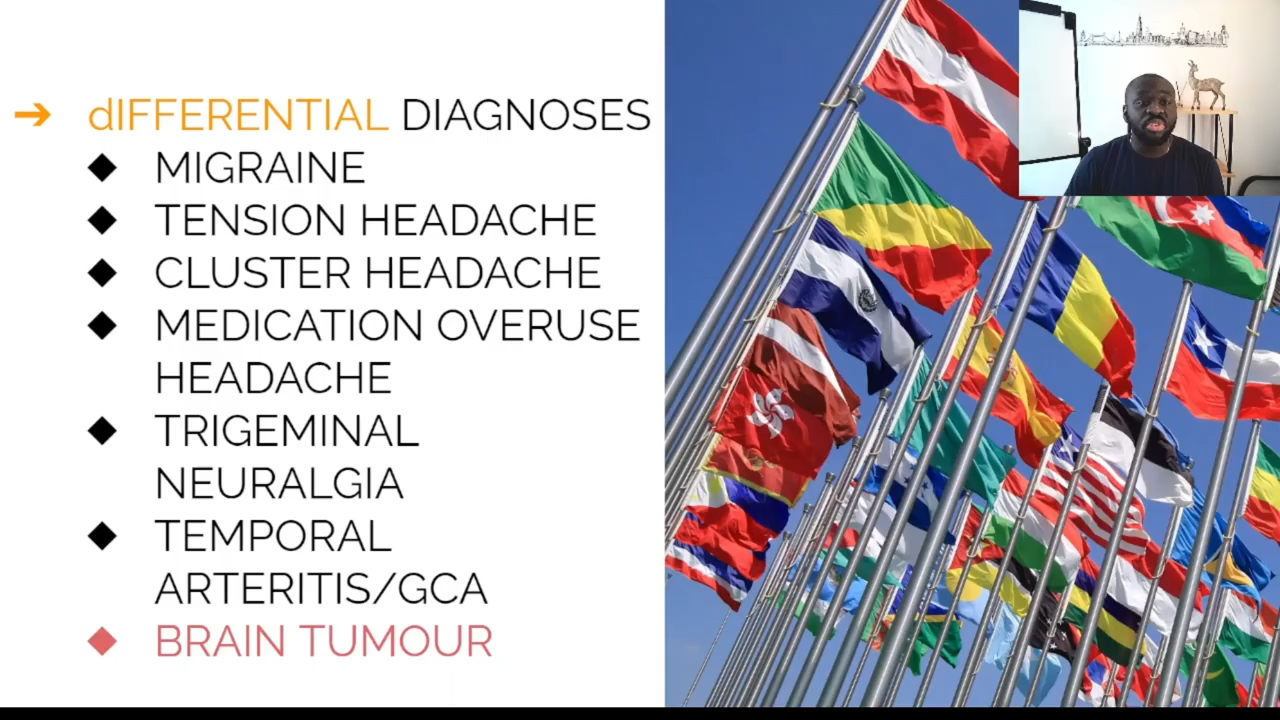 ➔ dIFFERENTIAL DIAGNOSES
◆ MIGRAINE
◆ TENSION HEADACHE
◆ CLUSTER HEADACHE
◆ MEDICATION OVERUSE
HEADACHE
◆ TRIGEMINAL
NEURALGIA
◆ TEMPORAL
ARTERITIS/GCA
◆ BRAIN TUMOUR